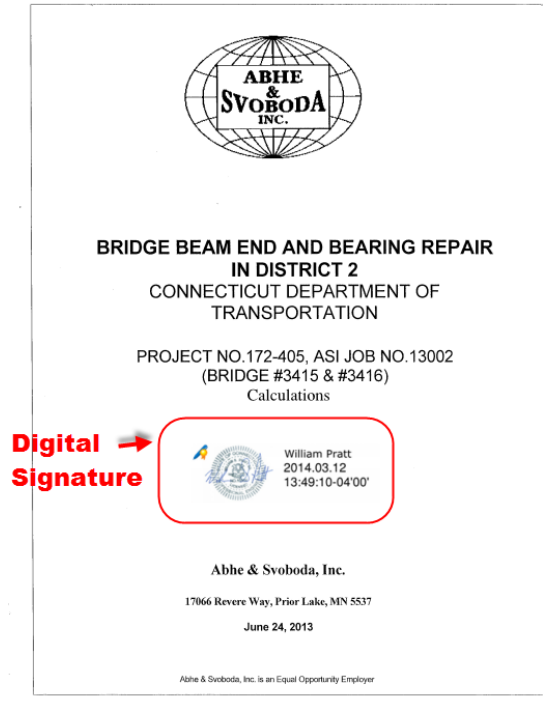 ABHE
&
SVOBODA
INC.
BRIDGE BEAM END AND BEARING REPAIR
IN DISTRICT 2
CONNECTICUT DEPARTMENT OF
TRANSPORTATION
PROJECT NO.172-405, ASI JOB NO.13002
(BRIDGE #3415 & #3416)
Calculations
Digital
Signature
William Pratt
2014.03.12
13:49:10-04'00'
Abhe & Svoboda, Inc.
17066 Revere Way, Prior Lake, MN 5537
June 24, 2013
Abhe & Svoboda, Inc. is an Equal Opportunity Employer